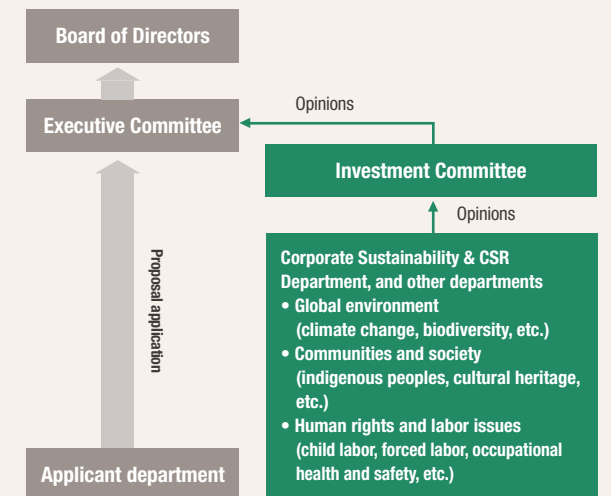 Board of Directors
Executive Committee
Opinions
Investment Committee
Opinions
Corporate Sustainability & CSR
Department, and other departments
• Global environment
(climate change, biodiversity, etc.)
• Communities and society
(indigenous peoples, cultural heritage,
etc.)
• Human rights and labor issues
(child labor, forced labor, occupational
health and safety, etc.)
Proposal application
Applicant department